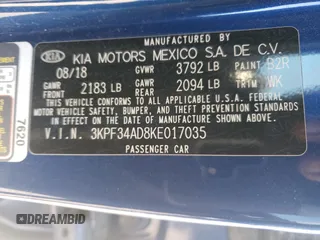 MANUFACTURED BY
KIA KIA MOTORS MEXICO S.A. DE C.V.
08/18 GVWR 3792 LB PAINT B2R
GAWR FRONT 2183 LB GAWR REAR 2094 LB TRIM WK
THIS VEHICLE CONFORMS TO ALL APPLICABLE U.S. FEDERAL
MOTOR VEHICLE SAFETY, BUMPER, AND THEFT PREVENTION
STANDARDS IN EFFECT ON THE DATE OF MANUFACTURE SHOWN ABOVE.
V.I.N. 3KPF34AD8KE017035
PASSENGER CAR
7620
DREAMBID